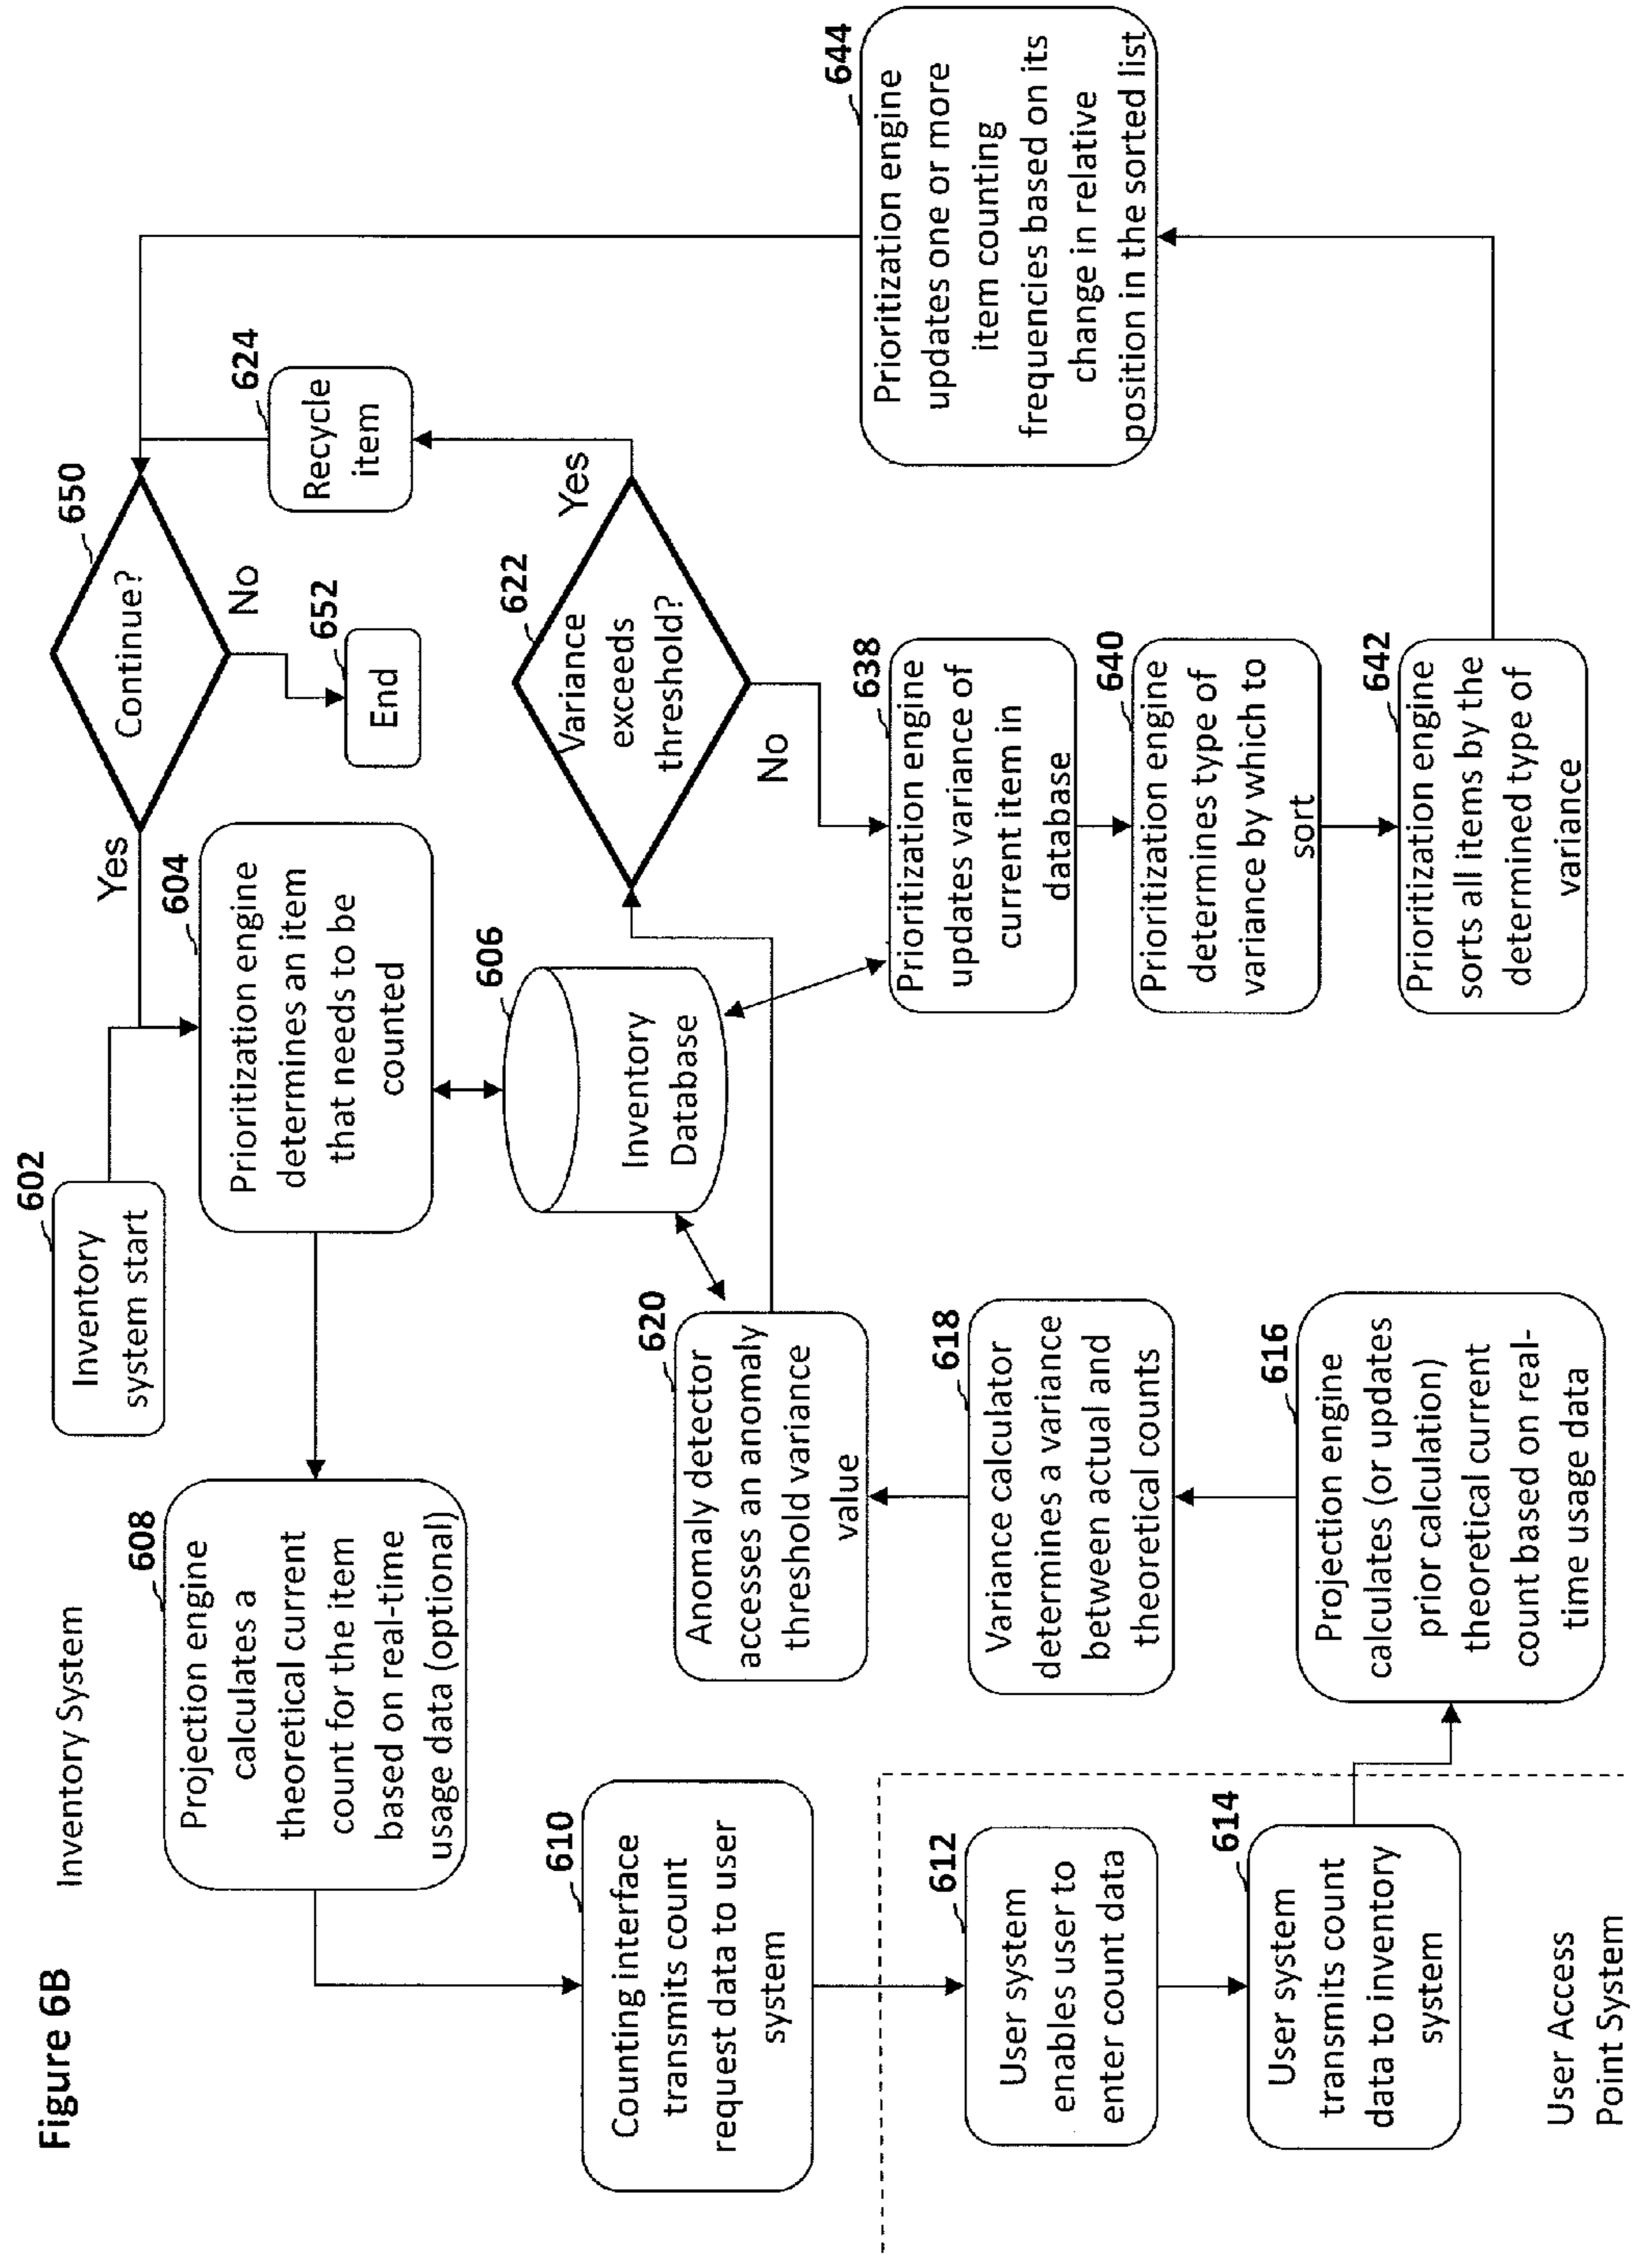 Figure 6B
Inventory System
602
Inventory
system start
604
Prioritization engine
determines an item
that needs to be
counted
606
Inventory
Database
608
Projection engine
calculates a
theoretical current
count for the item
based on real-time
usage data (optional)
610
Counting interface
transmits count
request data to user
system
612
User system
enables user to
enter count data
614
User system
transmits count
data to inventory
system
User Access
Point System
616
Projection engine
calculates (or updates
prior calculation)
theoretical current
count based on real-
time usage data
618
Variance calculator
determines a variance
between actual and
theoretical counts
620
Anomaly detector
accesses an anomaly
threshold variance
value
622
Variance
exceeds
threshold?
Yes
No
624
Recycle
item
638
Prioritization engine
updates variance of
current item in
database
640
Prioritization engine
determines type of
variance by which to
sort
642
Prioritization engine
sorts all items by the
determined type of
variance
644
Prioritization engine
updates one or more
item counting
frequencies based on its
change in relative
position in the sorted list
650
Continue?
Yes
No
652
End